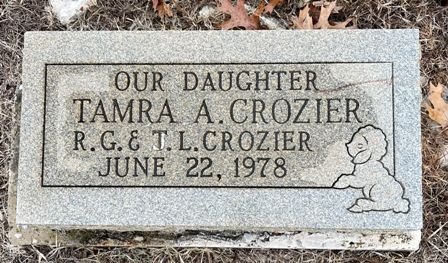 OUR DAUGHTER
TAMRA A. CROZIER
R.G. & T.L. CROZIER
JUNE 22, 1978